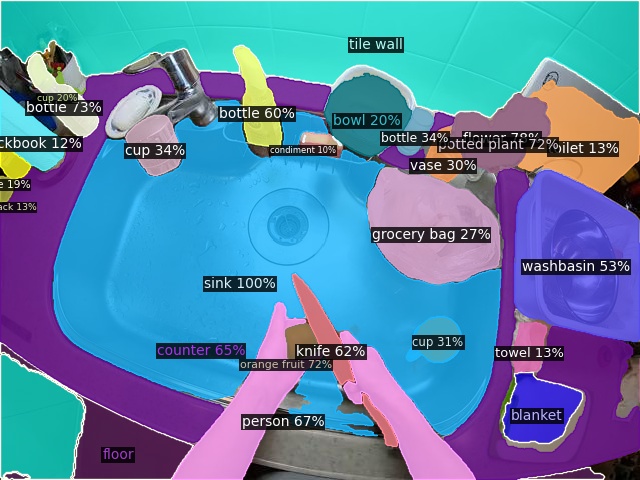 tile wall
cup 20%
bottle 73%
ckbook 12%
e 19%
ack 13%
cup 34%
bottle 60%
condiment 10%
bowl 20%
bottle 34%
flower 78%
potted plant 72%
oilet 13%
vase 30%
grocery bag 27%
washbasin 53%
sink 100%
counter 65%
knife 62%
orange fruit 72%
cup 31%
towel 13%
person 67%
blanket
floor